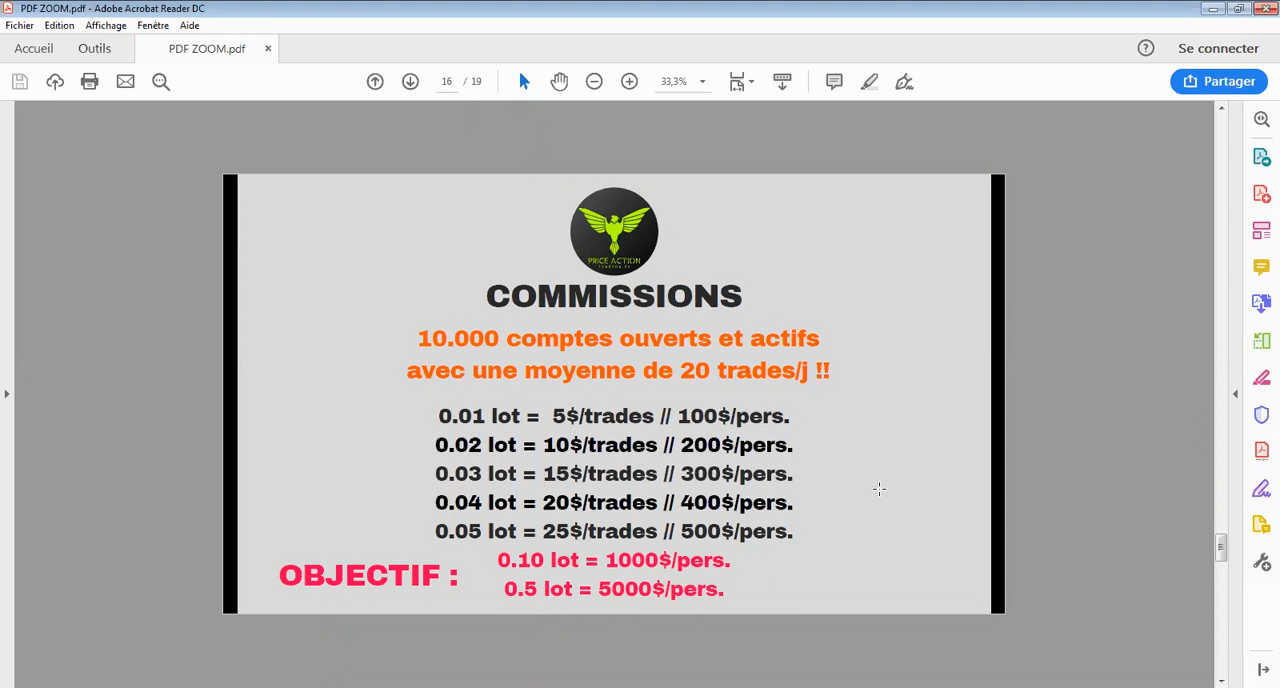 PDF ZOOM.pdf - Adobe Acrobat Reader DC
Fichier Edition Affichage Fenêtre Aide
Accueil Outils PDF ZOOM.pdf × ? Se connecter
16 / 19 33,3% Partager
PRICE ACTION
COMMISSIONS
10.000 comptes ouverts et actifs
avec une moyenne de 20 trades/j !!
0.01 lot = 5$/trades // 100$/pers.
0.02 lot = 10$/trades // 200$/pers.
0.03 lot = 15$/trades // 300$/pers.
0.04 lot = 20$/trades // 400$/pers.
0.05 lot = 25$/trades // 500$/pers.
0.10 lot = 1000$/pers.
OBJECTIF :
0.5 lot = 5000$/pers.